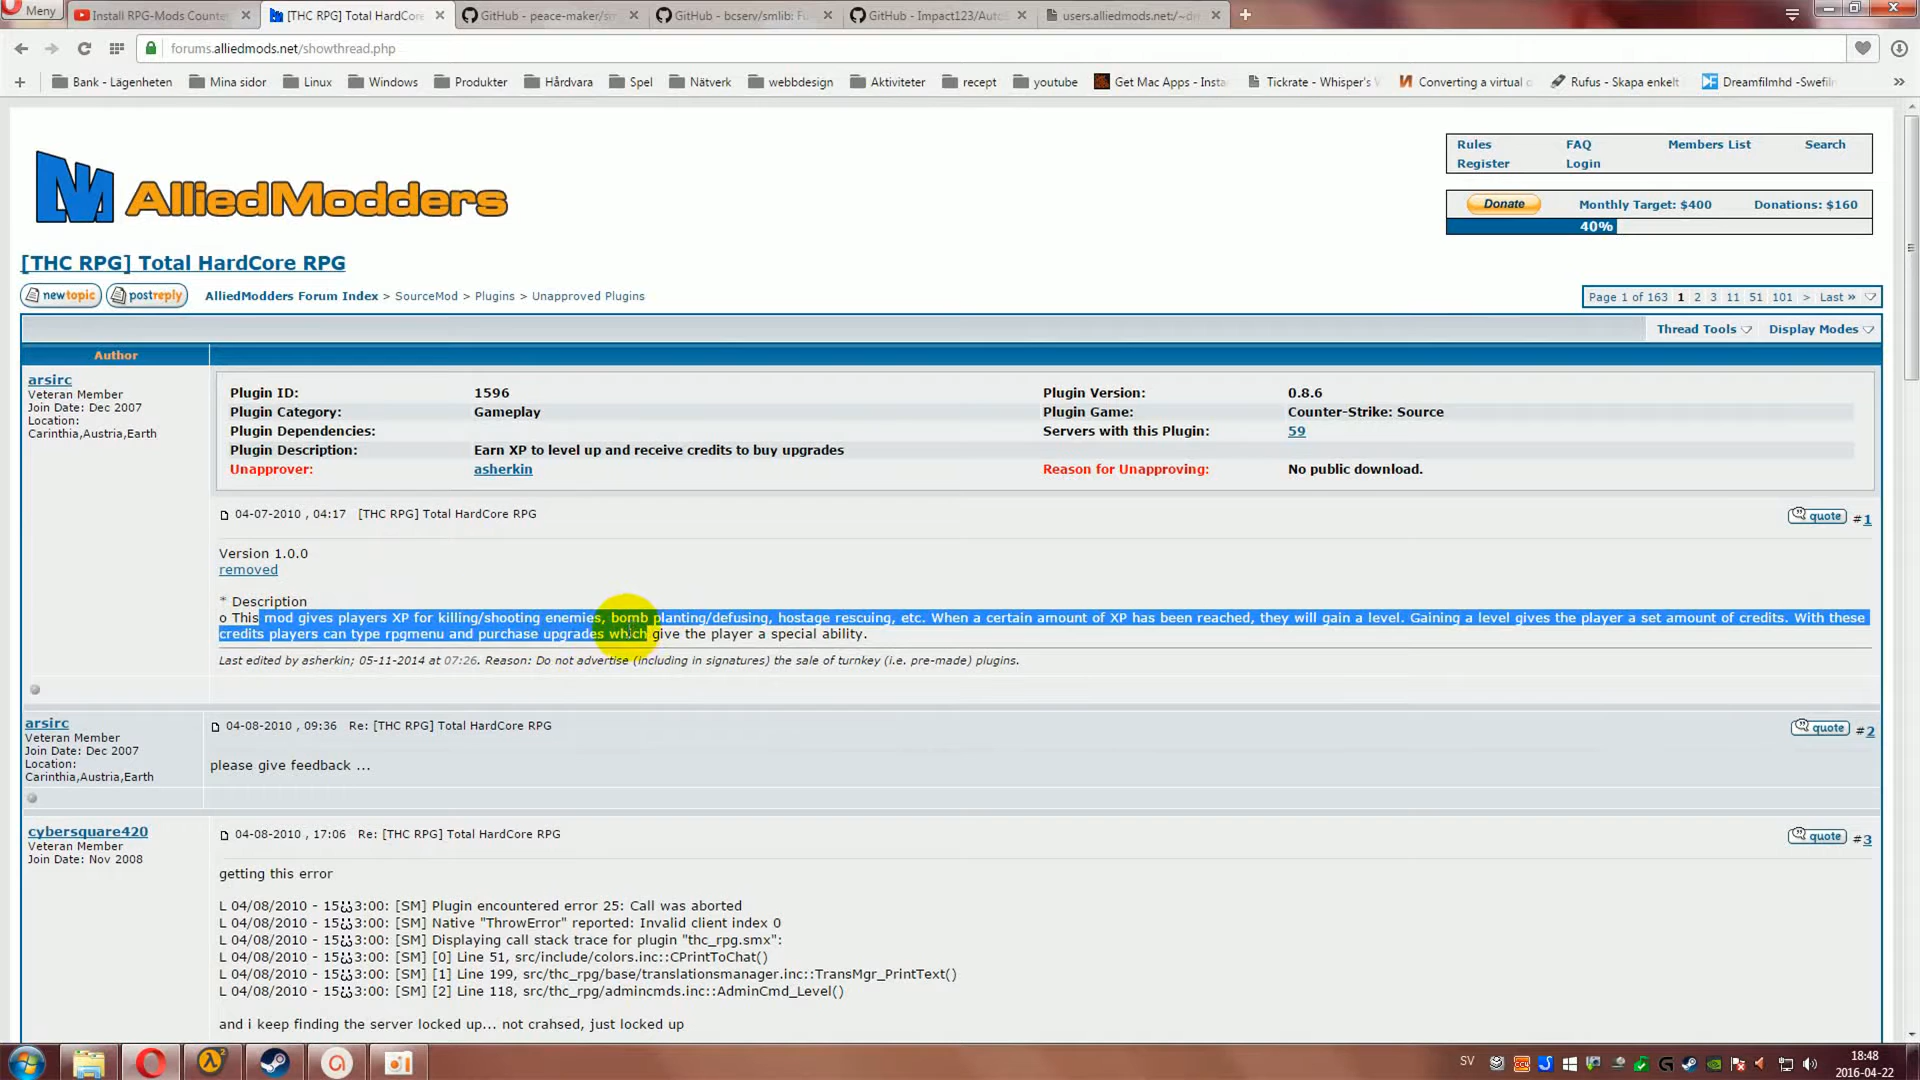 Meny
Install RPG-Mods Counte
[THC RPG] Total HardCore
GitHub - peace-maker/sm
GitHub - bcserv/smlib: Fu
GitHub - Impact123/Auto
users.alliedmods.net/~dr
forums.alliedmods.net/showthread.php
Bank - Lägenheten
Mina sidor
Linux
Windows
Produkter
Hårdvara
Spel
Nätverk
webbdesign
Aktiviteter
recept
youtube
Get Mac Apps - Insta
Tickrate - Whisper's
Converting a virtual
Rufus - Skapa enkelt
Dreamfilmhd -Swefil
Rules FAQ Members List Search
Register Login
AlliedModders
Donate Monthly Target: $400 Donations: $160
40%
[THC RPG] Total HardCore RPG
newtopic postreply AlliedModders Forum Index > SourceMod > Plugins > Unapproved Plugins
Page 1 of 163 1 2 3 11 51 101 > Last »
Thread Tools Display Modes
Author
arsirc
Veteran Member
Join Date: Dec 2007
Location:
Carinthia,Austria,Earth
Plugin ID: 1596 Plugin Version: 0.8.6
Plugin Category: Gameplay Plugin Game: Counter-Strike: Source
Plugin Dependencies: Servers with this Plugin: 59
Plugin Description: Earn XP to level up and receive credits to buy upgrades
Unapprover: asherkin Reason for Unapproving: No public download.
04-07-2010 , 04:17 [THC RPG] Total HardCore RPG
quote #1
Version 1.0.0
removed
* Description
o This mod gives players XP for killing/shooting enemies, bomb planting/defusing, hostage rescuing, etc. When a certain amount of XP has been reached, they will gain a level. Gaining a level gives the player a set amount of credits. With these
credits players can type rpgmenu and purchase upgrades which give the player a special ability.
Last edited by asherkin; 05-11-2014 at 07:26. Reason: Do not advertise (including in signatures) the sale of turnkey (i.e. pre-made) plugins.
arsirc
Veteran Member
Join Date: Dec 2007
Location:
Carinthia,Austria,Earth
04-08-2010 , 09:36 Re: [THC RPG] Total HardCore RPG
quote #2
please give feedback ...
cybersquare420
Veteran Member
Join Date: Nov 2008
04-08-2010 , 17:06 Re: [THC RPG] Total HardCore RPG
quote #3
getting this error
L 04/08/2010 - 15 3:00: [SM] Plugin encountered error 25: Call was aborted
L 04/08/2010 - 15 3:00: [SM] Native "ThrowError" reported: Invalid client index 0
L 04/08/2010 - 15 3:00: [SM] Displaying call stack trace for plugin "thc_rpg.smx":
L 04/08/2010 - 15 3:00: [SM] [0] Line 51, src/include/colors.inc::CPrintToChat()
L 04/08/2010 - 15 3:00: [SM] [1] Line 199, src/thc_rpg/base/translationsmanager.inc::TransMgr_PrintText()
L 04/08/2010 - 15 3:00: [SM] [2] Line 118, src/thc_rpg/admincmds.inc::AdminCmd_Level()
and i keep finding the server locked up... not crahsed, just locked up
SV
18:48
2016-04-22